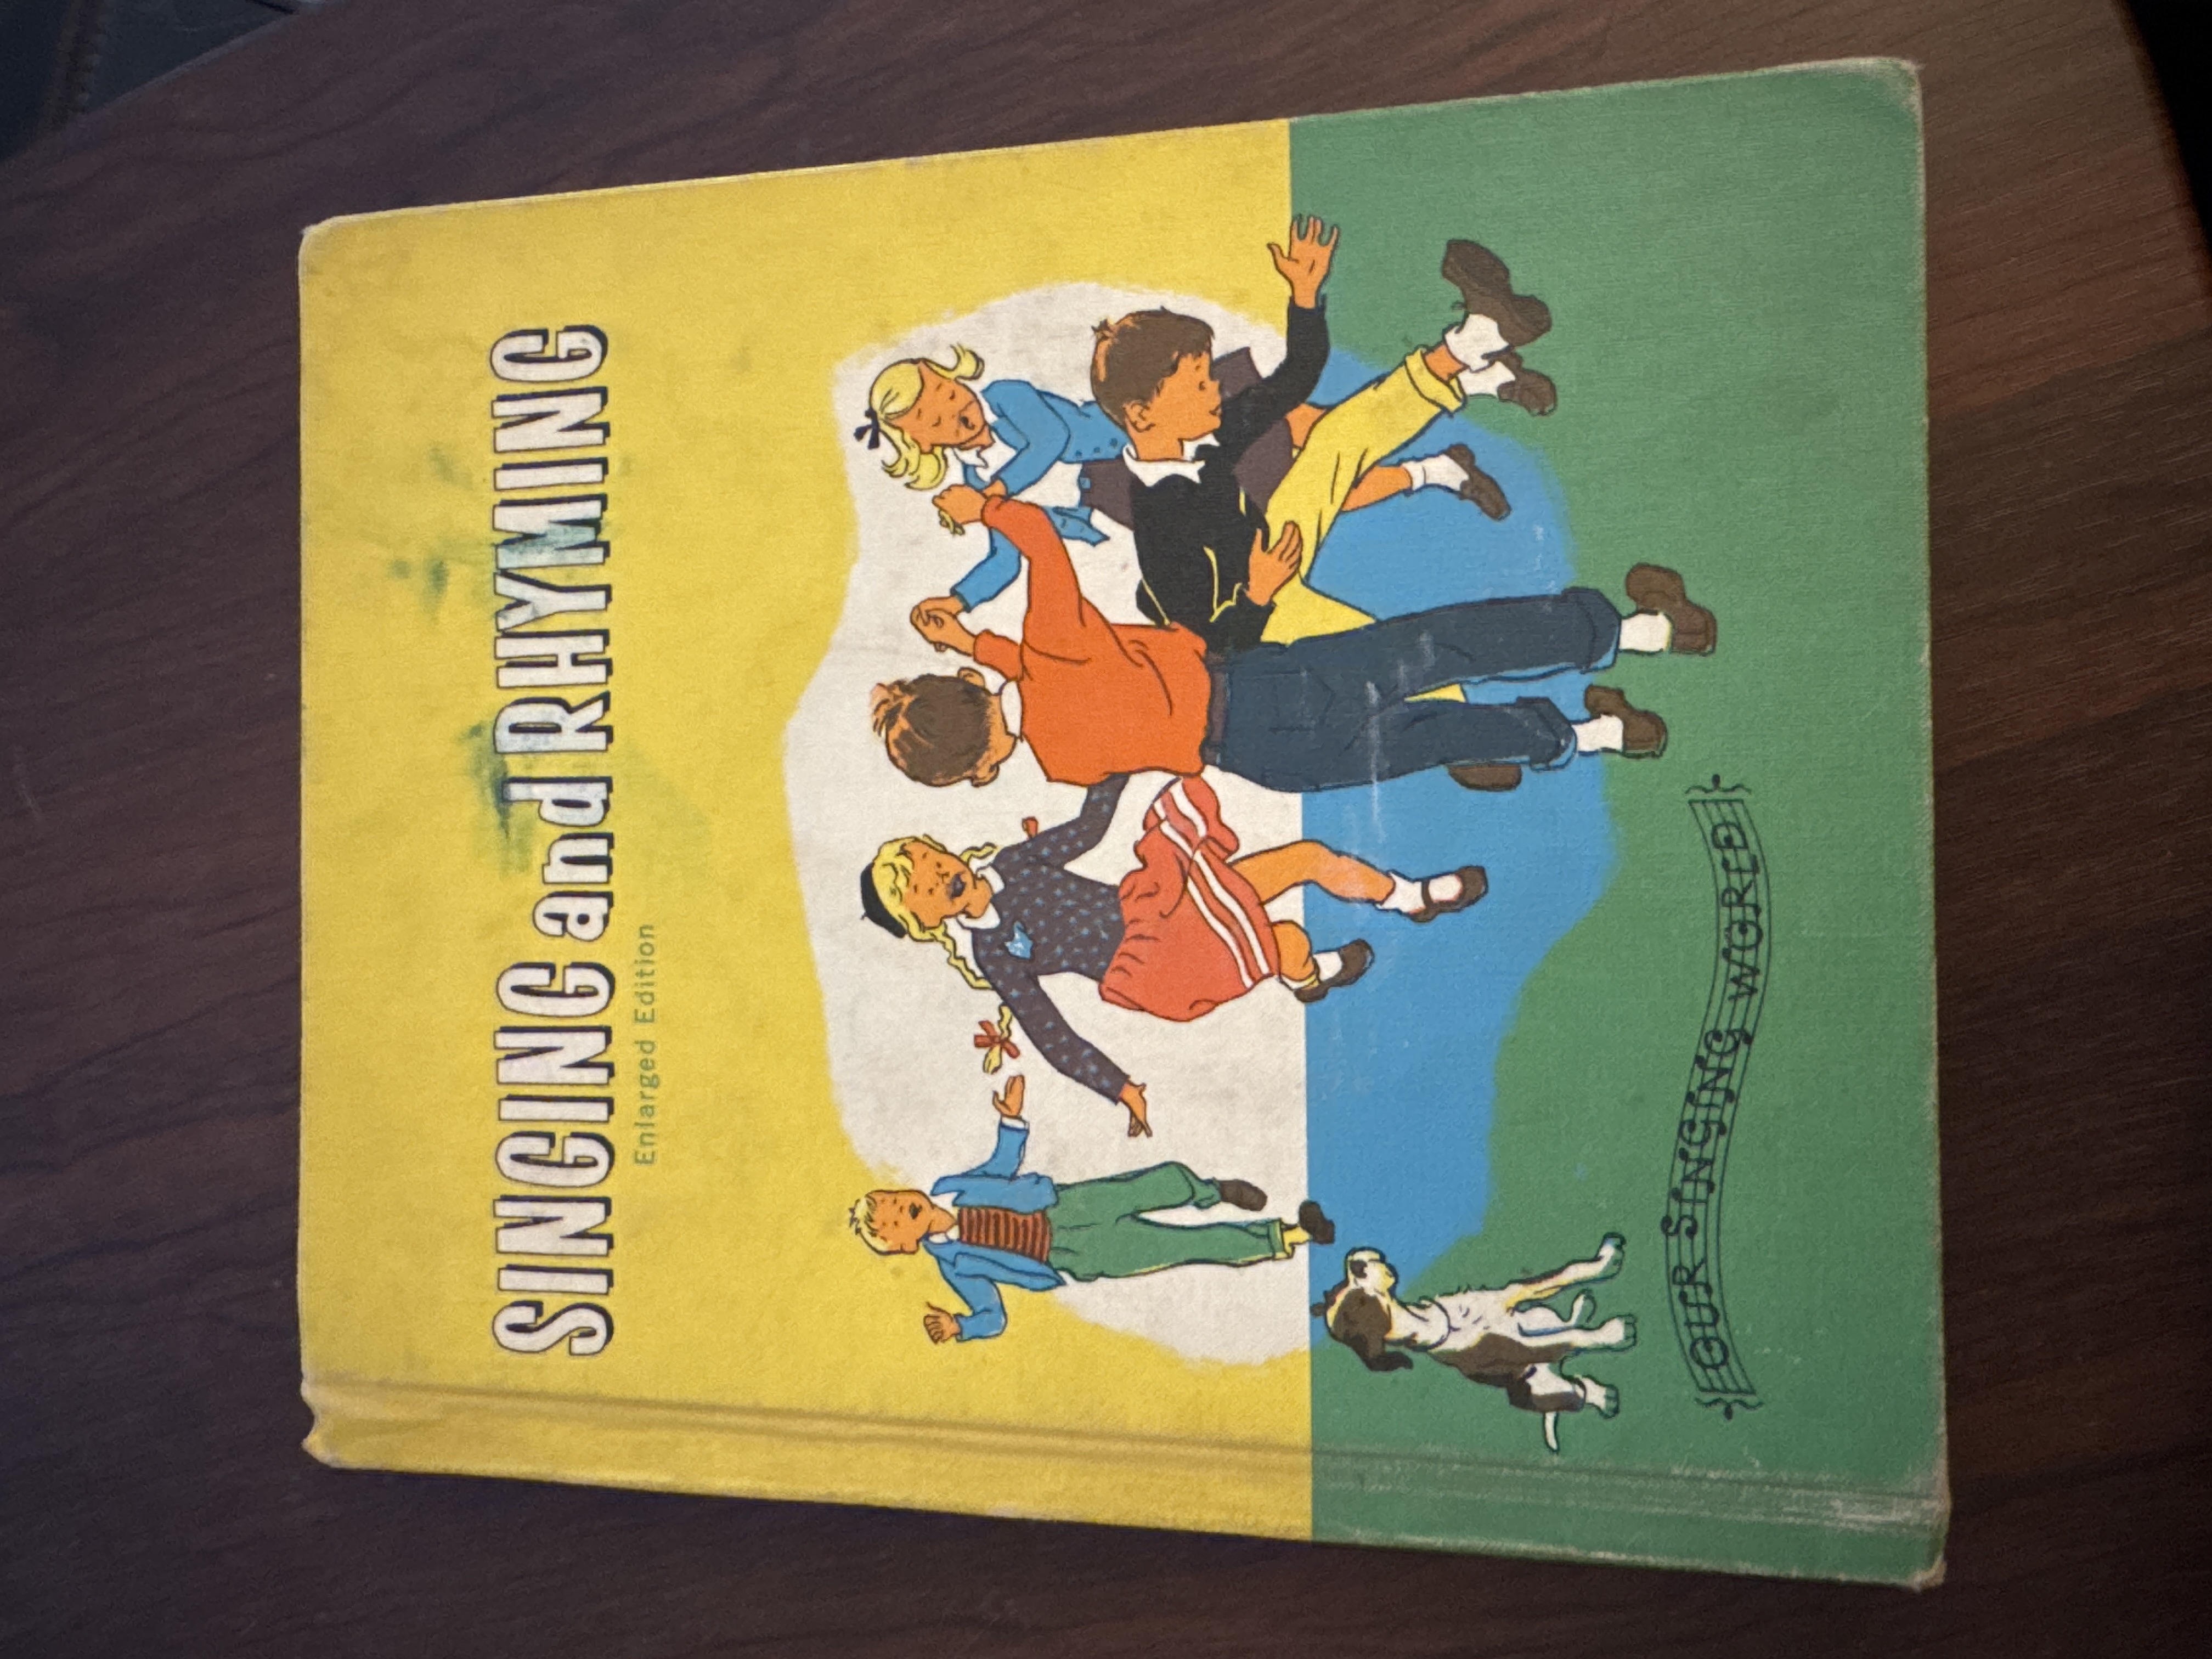 SINGING and RHYMING
Enlarged Edition
OUR SINGING WORLD